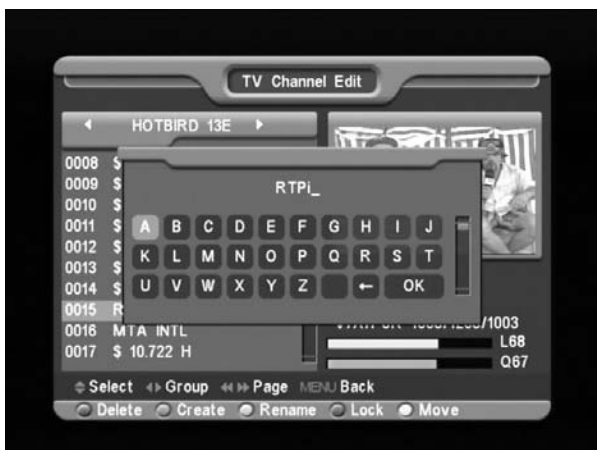 TV Channel Edit
HOTBIRD 13E
RTPi_
0008 $
0009 $
0010 $
0011 $
0012 $
0013 $
0014 $
0015 R
0016 MTA INTL
0017 $ 10.722 H
A B C D E F G H I J
K L M N O P Q R S T
U V W X Y Z ← OK
/1003
L68
Q67
Select Group Page MENU Back
Delete Create Rename Lock Move